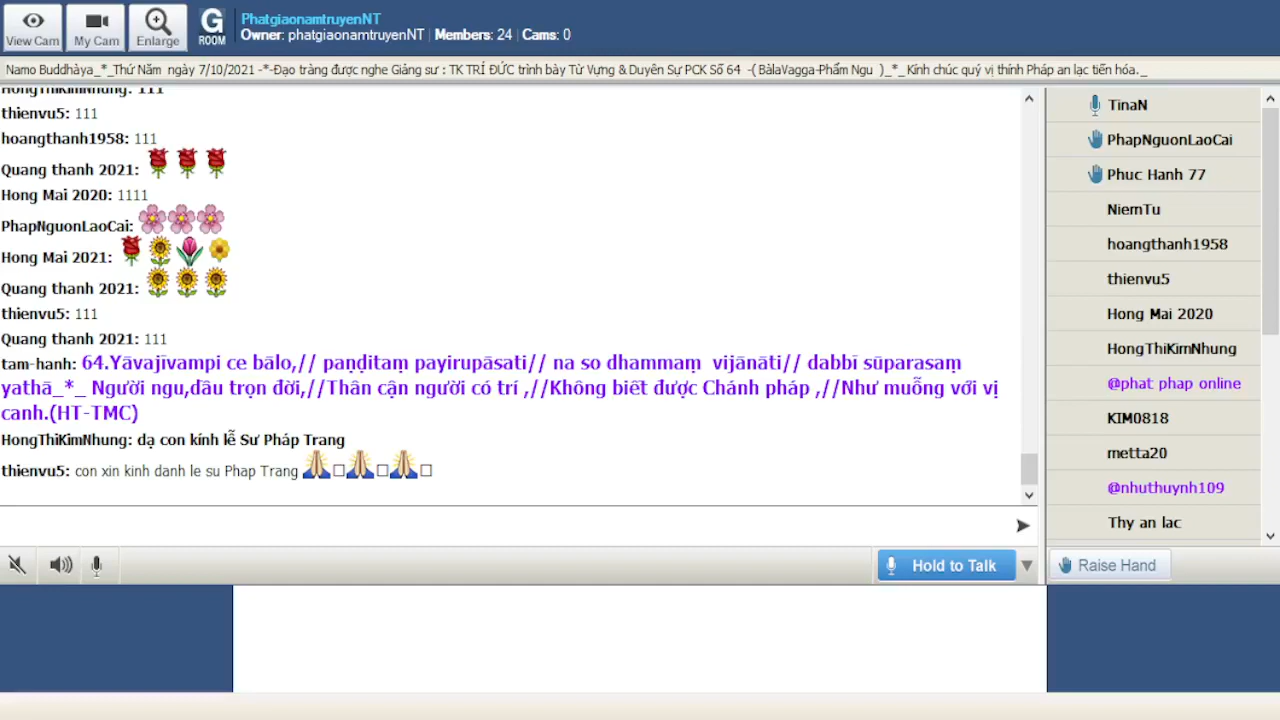 View Cam
My Cam
Enlarge
G
ROOM
PhatgiaonamtruyenNT
Owner: phatgiaonamtruyenNT | Members: 24 | Cams: 0
Namo Buddhàya_*_Thứ Năm ngày 7/10/2021 -*-Đạo tràng được nghe Giảng sư : TK TRÍ ĐỨC trình bày Từ Vựng & Duyên Sự PCK Số 64 -( BàlaVagga-Phẩm Ngu )_*_ Kính chúc quý vị thính Pháp an lạc tiến hóa._
HongThiKimNhung: 111
thienvu5: 111
hoangthanh1958: 111
Quang thanh 2021:
Hong Mai 2020: 1111
PhapNguonLaoCai:
Hong Mai 2021:
Quang thanh 2021:
thienvu5: 111
Quang thanh 2021: 111
tam-hanh: 64.Yāvajīvampi ce bālo,// paṇḍitaṃ payirupāsati// na so dhammaṃ vijānāti// dabbī sūparasaṃ
yathā_*_ Người ngu,dầu trọn đời,//Thân cận người có trí ,//Không biết được Chánh pháp ,//Như muỗng với vị
canh.(HT-TMC)
HongThiKimNhung: dạ con kính lễ Sư Pháp Trang
thienvu5: con xin kinh danh le su Phap Trang
Hold to Talk
TinaN
PhapNguonLaoCai
Phuc Hanh 77
NiemTu
hoangthanh1958
thienvu5
Hong Mai 2020
HongThiKimNhung
@phat phap online
KIM0818
metta20
@nhuthuynh109
Thy an lac
Raise Hand